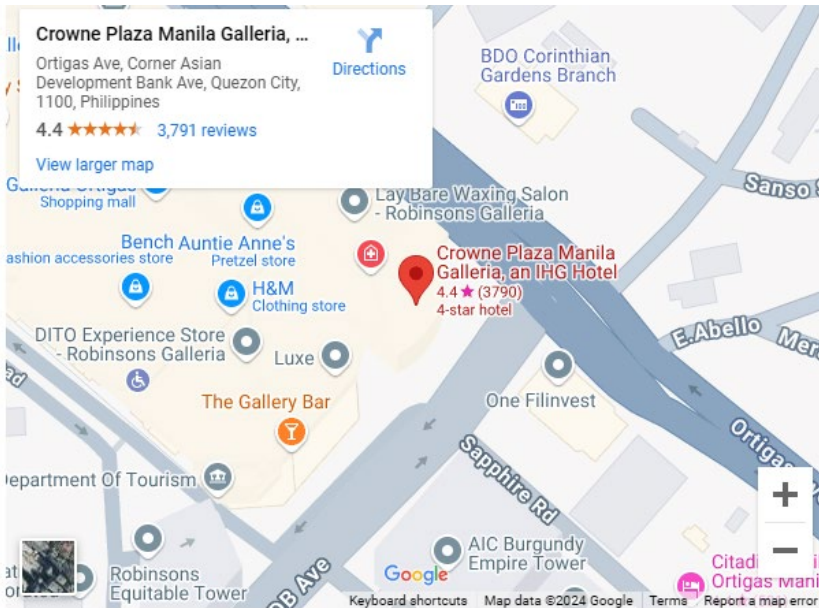 Crowne Plaza Manila Galleria, ...
Ortigas Ave, Corner Asian
Development Bank Ave, Quezon City,
1100, Philippines
4.4
3,791 reviews
View larger map
Directions
BDO Corinthian
Gardens Branch
Shopping mall
Lay Bare Waxing Salon
- Robinsons Galleria
Sanso
Bench
ashion accessories store
Auntie Anne's
Pretzel store
Crowne Plaza Manila
Galleria, an IHG Hotel
4.4 ★ (3790)
4-star hotel
H&M
Clothing store
DITO Experience Store
- Robinsons Galleria
Luxe
E.Abello
Mer
The Gallery Bar
One Filinvest
Ortigas
ad
epartment Of Tourism
Sapphire Rd
AIC Burgundy
Empire Tower
Robinsons
Equitable Tower
DB Ave
Google
Citadi
Ortigas Mani
Keyboard shortcuts
Map data ©2024 Google
Terms
Report a map error